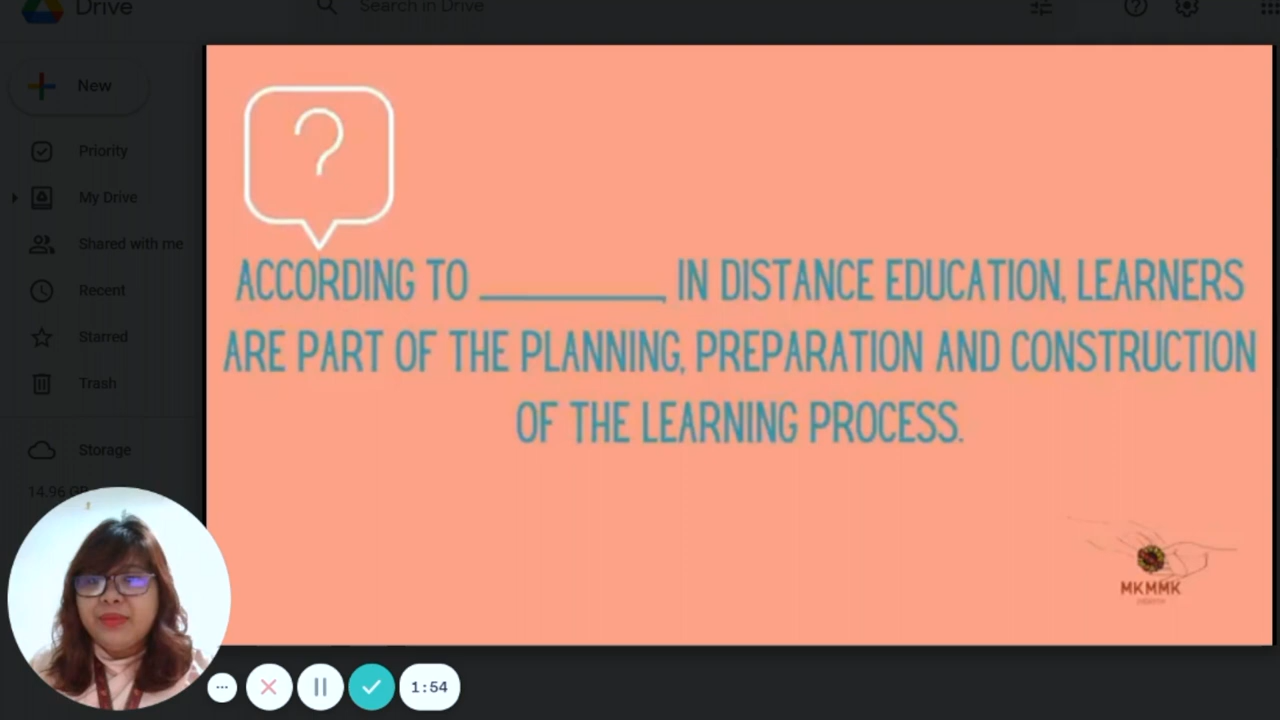 Drive
Search in Drive
New
Priority
My Drive
Shared with me
Recent
Starred
Trash
Storage
14.96 GB
?
ACCORDING TO __________, IN DISTANCE EDUCATION, LEARNERS
ARE PART OF THE PLANNING, PREPARATION AND CONSTRUCTION
OF THE LEARNING PROCESS.
MKMMK
1:54